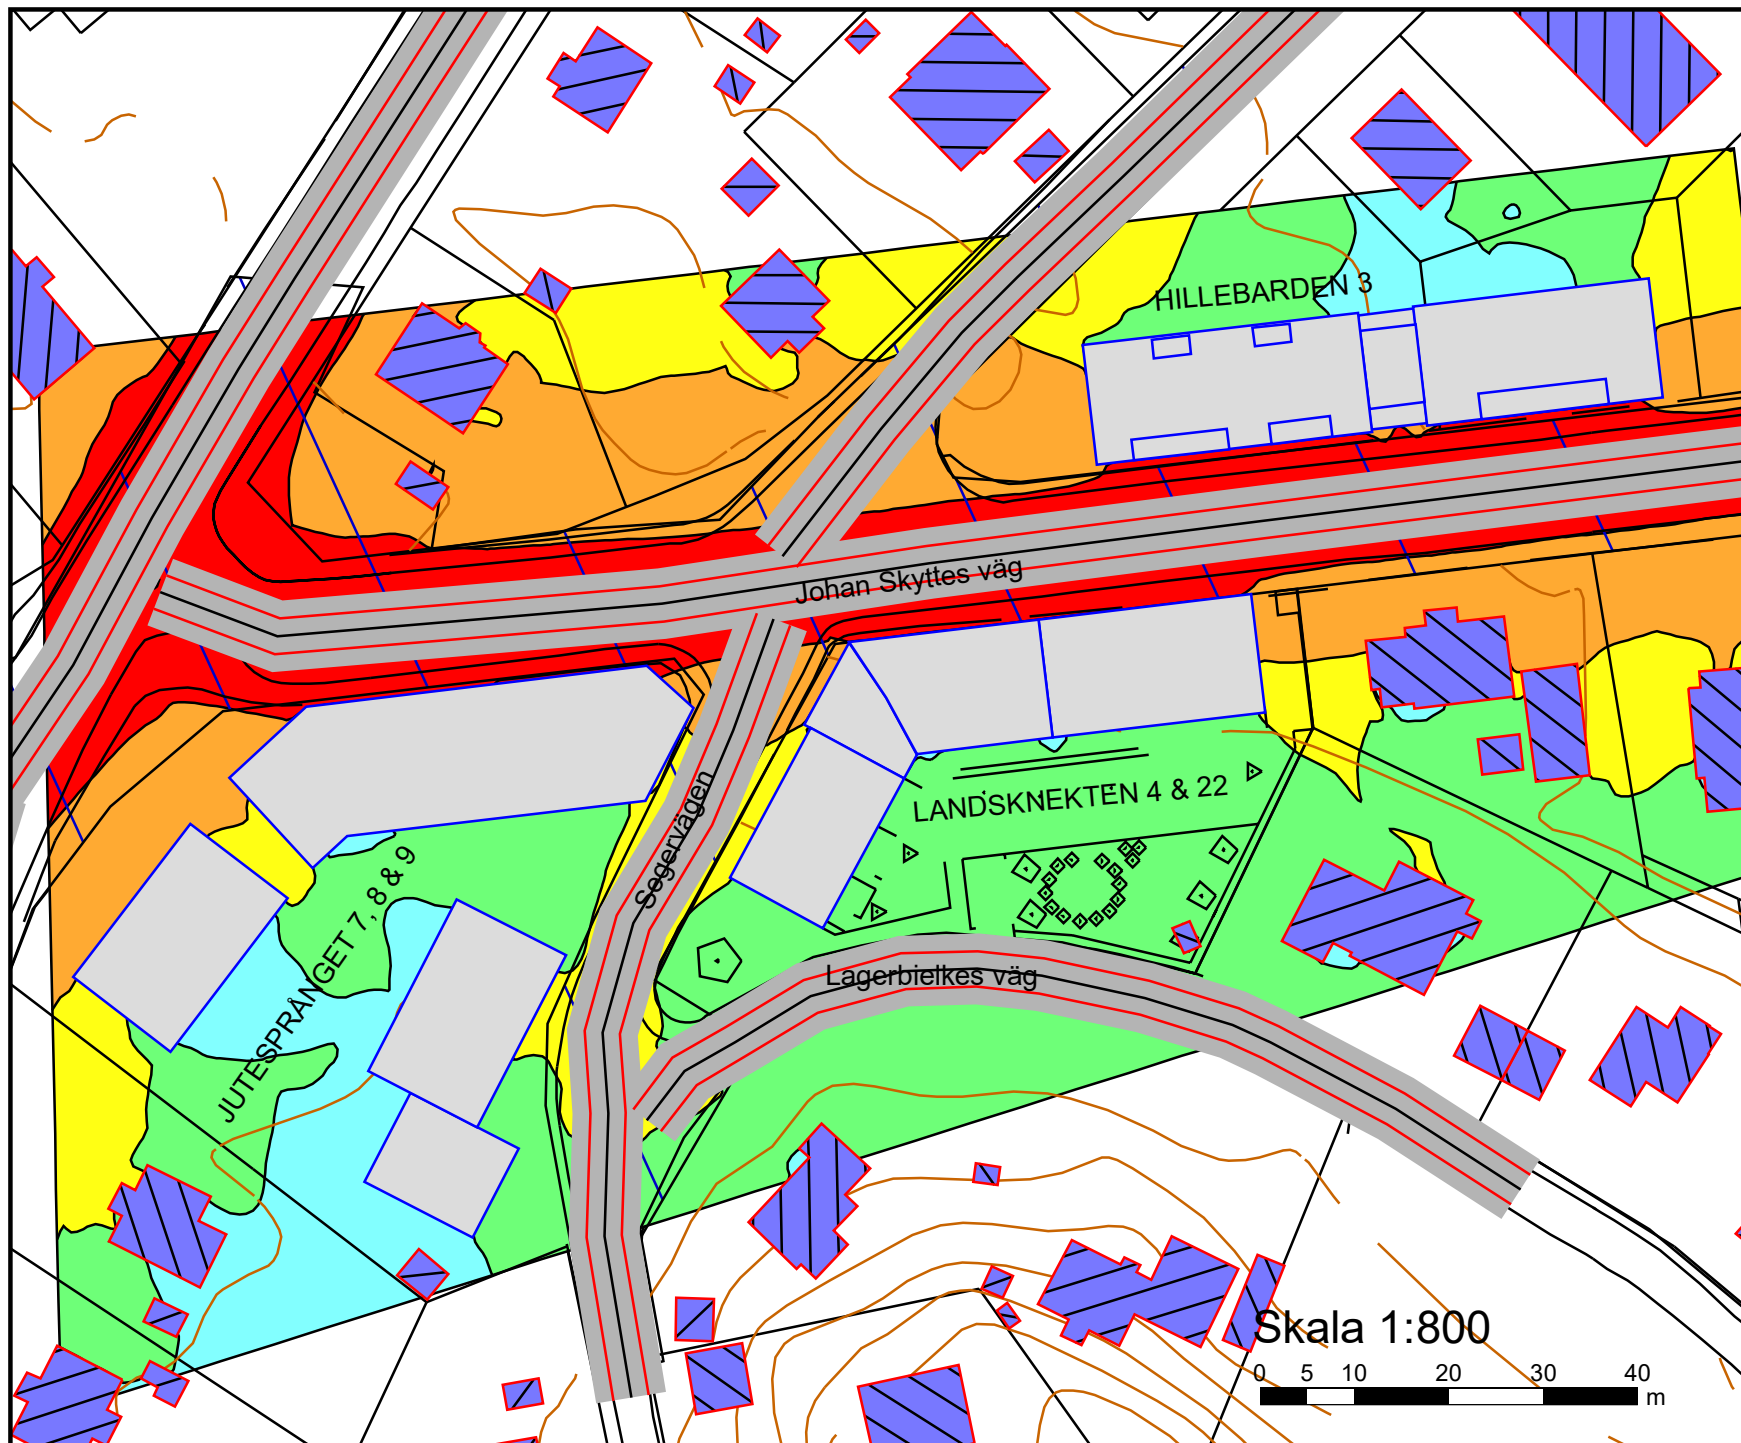 HILLEBARDEN 3
Johan Skyttes väg
Segervägen
LANDSKNEKTEN 4 & 22
JUTESPRÅNGET 7, 8 & 9
Lagerbielkes väg
Skala 1:800
0 5 10 20 30 40
m